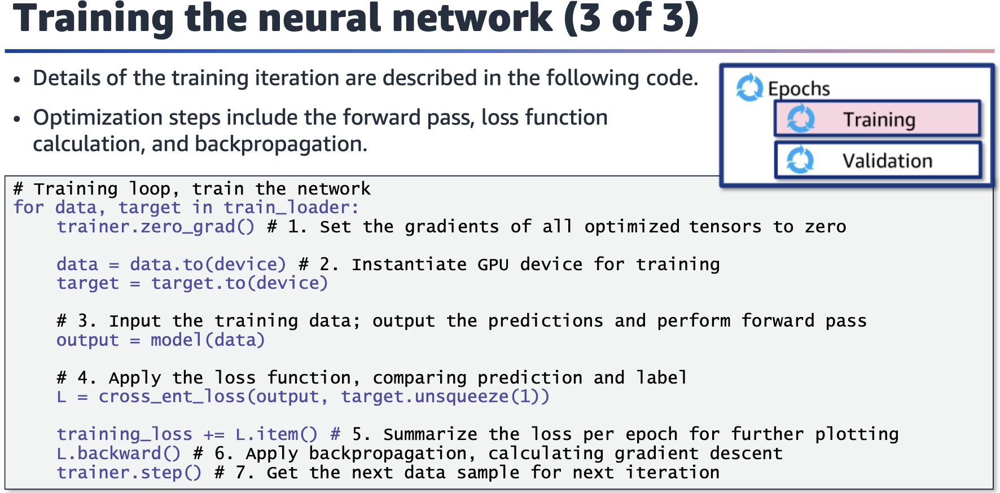 Training the neural network (3 of 3)
• Details of the training iteration are described in the following code.
• Optimization steps include the forward pass, loss function
calculation, and backpropagation.
Epochs
Training
Validation
# Training loop, train the network
for data, target in train_loader:
    trainer.zero_grad() # 1. Set the gradients of all optimized tensors to zero
    data = data.to(device) # 2. Instantiate GPU device for training
    target = target.to(device)
    # 3. Input the training data; output the predictions and perform forward pass
    output = model(data)
    # 4. Apply the loss function, comparing prediction and label
    L = cross_ent_loss(output, target.unsqueeze(1))
    training_loss += L.item() # 5. Summarize the loss per epoch for further plotting
    L.backward() # 6. Apply backpropagation, calculating gradient descent
    trainer.step() # 7. Get the next data sample for next iteration